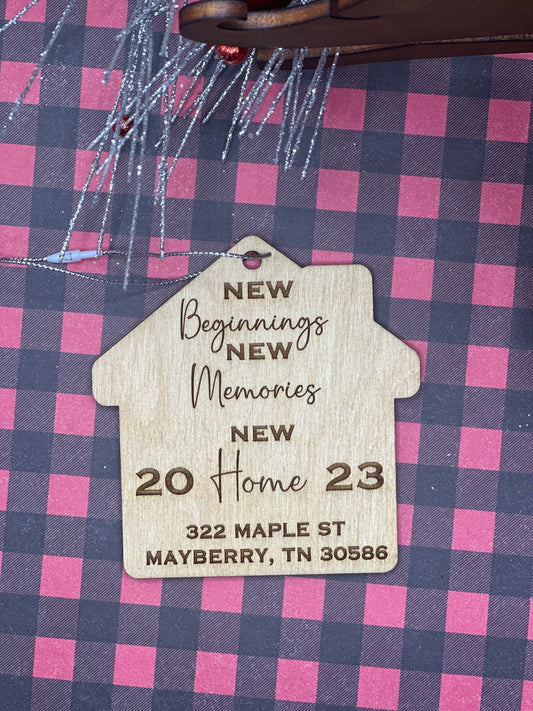 NEW
Beginnings
NEW
Memories
NEW
20 Home 23
322 MAPLE ST
MAYBERRY, TN 30586